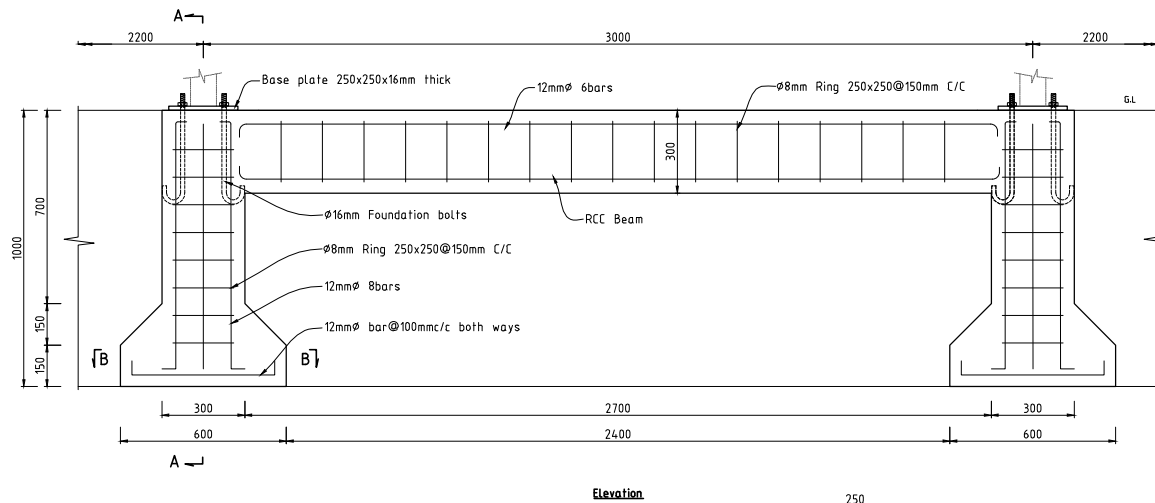 A
2200
3000
2200
Base plate 250x250x16mm thick
12mmø 6bars
ø8mm Ring 250x250@150mm C/C
G.L
300
700
1000
ø16mm Foundation bolts
RCC Beam
ø8mm Ring 250x250@150mm C/C
12mmø 8bars
150
12mmø bar@100mmc/c both ways
B
B
150
300
2700
300
600
2400
600
A
Elevation
250